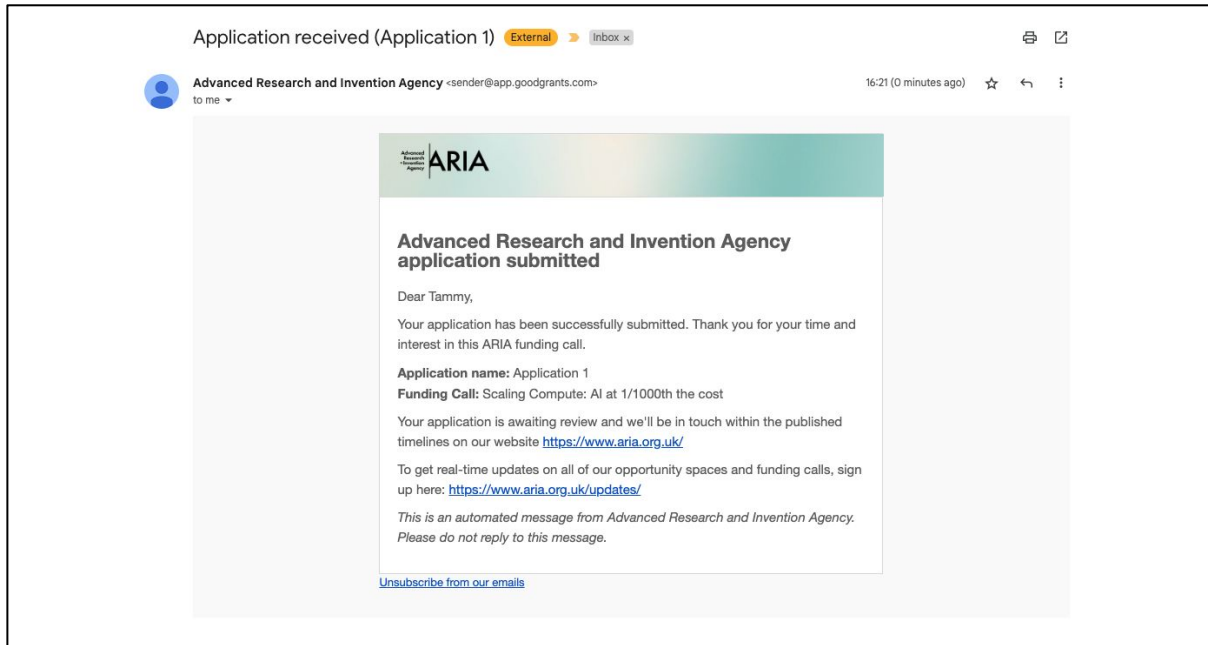 Application received (Application 1) External Inbox x
Advanced Research and Invention Agency <sender@app.goodgrants.com> 16:21 (0 minutes ago)
to me
Advanced
Research
+Invention
Agency
ARIA
Advanced Research and Invention Agency
application submitted
Dear Tammy,
Your application has been successfully submitted. Thank you for your time and
interest in this ARIA funding call.
Application name: Application 1
Funding Call: Scaling Compute: AI at 1/1000th the cost
Your application is awaiting review and we'll be in touch within the published
timelines on our website https://www.aria.org.uk/
To get real-time updates on all of our opportunity spaces and funding calls, sign
up here: https://www.aria.org.uk/updates/
This is an automated message from Advanced Research and Invention Agency.
Please do not reply to this message.
Unsubscribe from our emails